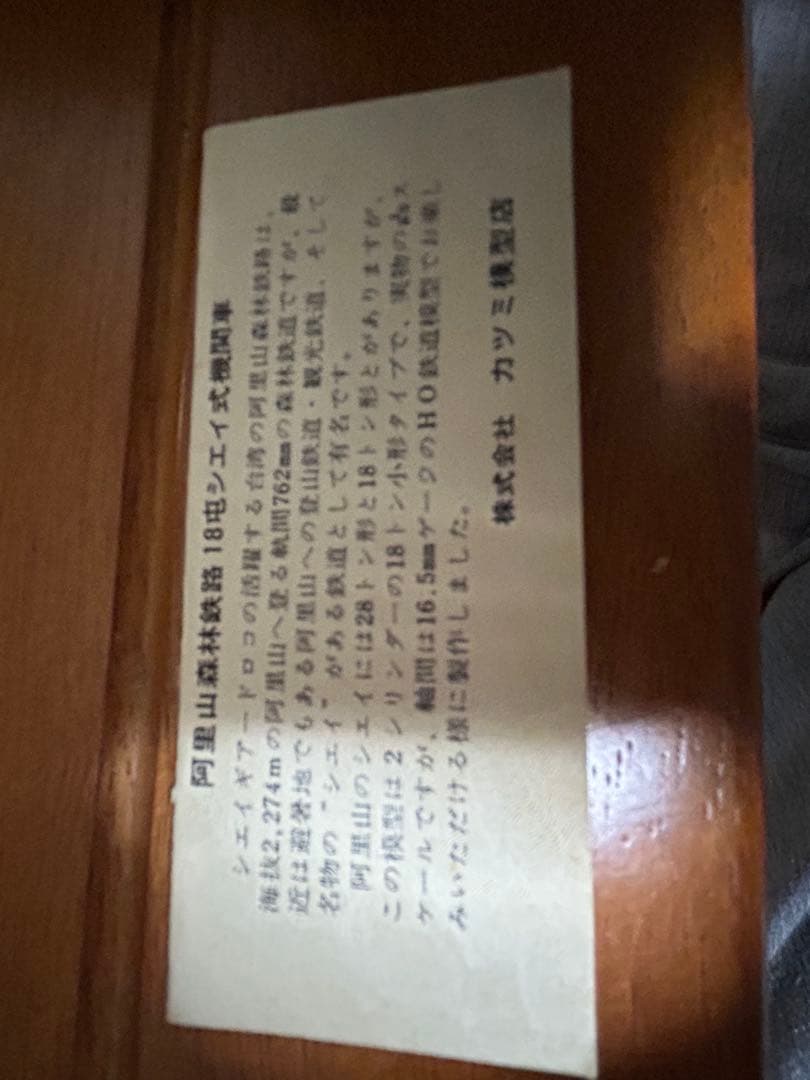 阿里山森林鉄路18屯シエイ式機関車
シエイギアードロコの活躍する台湾の阿里山森林鉄路は、
海抜2,274mの阿里山へ登る軌間762mmの森林鉄道ですが、最
近は避暑地でもある阿里山への登山鉄道・観光鉄道、そして
名物の“シエイ”がある鉄道として有名です。
阿里山のシエイには28トン形と18トン形とがありますが、
この模型は2シリンダーの18トン小形タイプで、実物の1/87ス
ケールですが、軸間は16.5mmゲージのHO鉄道模型でお楽し
みいただける様に製作しました。
株式会社 カツミ模型店